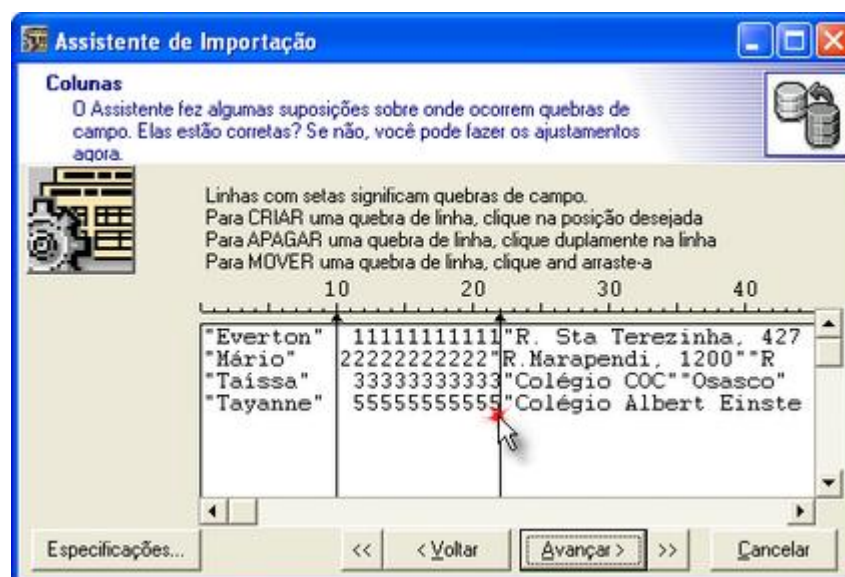 Assistente de Importação
Colunas
O Assistente fez algumas suposições sobre onde ocorrem quebras de
campo. Elas estão corretas? Se não, você pode fazer os ajustamentos
agora.
Linhas com setas significam quebras de campo.
Para CRIAR uma quebra de linha, clique na posição desejada
Para APAGAR uma quebra de linha, clique duplamente na linha
Para MOVER uma quebra de linha, clique and arraste-a
10 20 30 40
"Everton" 11111111111"R. Sta Terezinha, 427
"Mário" 22222222222"R.Marapendi, 1200""R
"Taíssa" 33333333333"Colégio COC""Osasco"
"Tayanne" 55555555555"Colégio Albert Einste
Especificações... << < Voltar Avançar > >> Cancelar